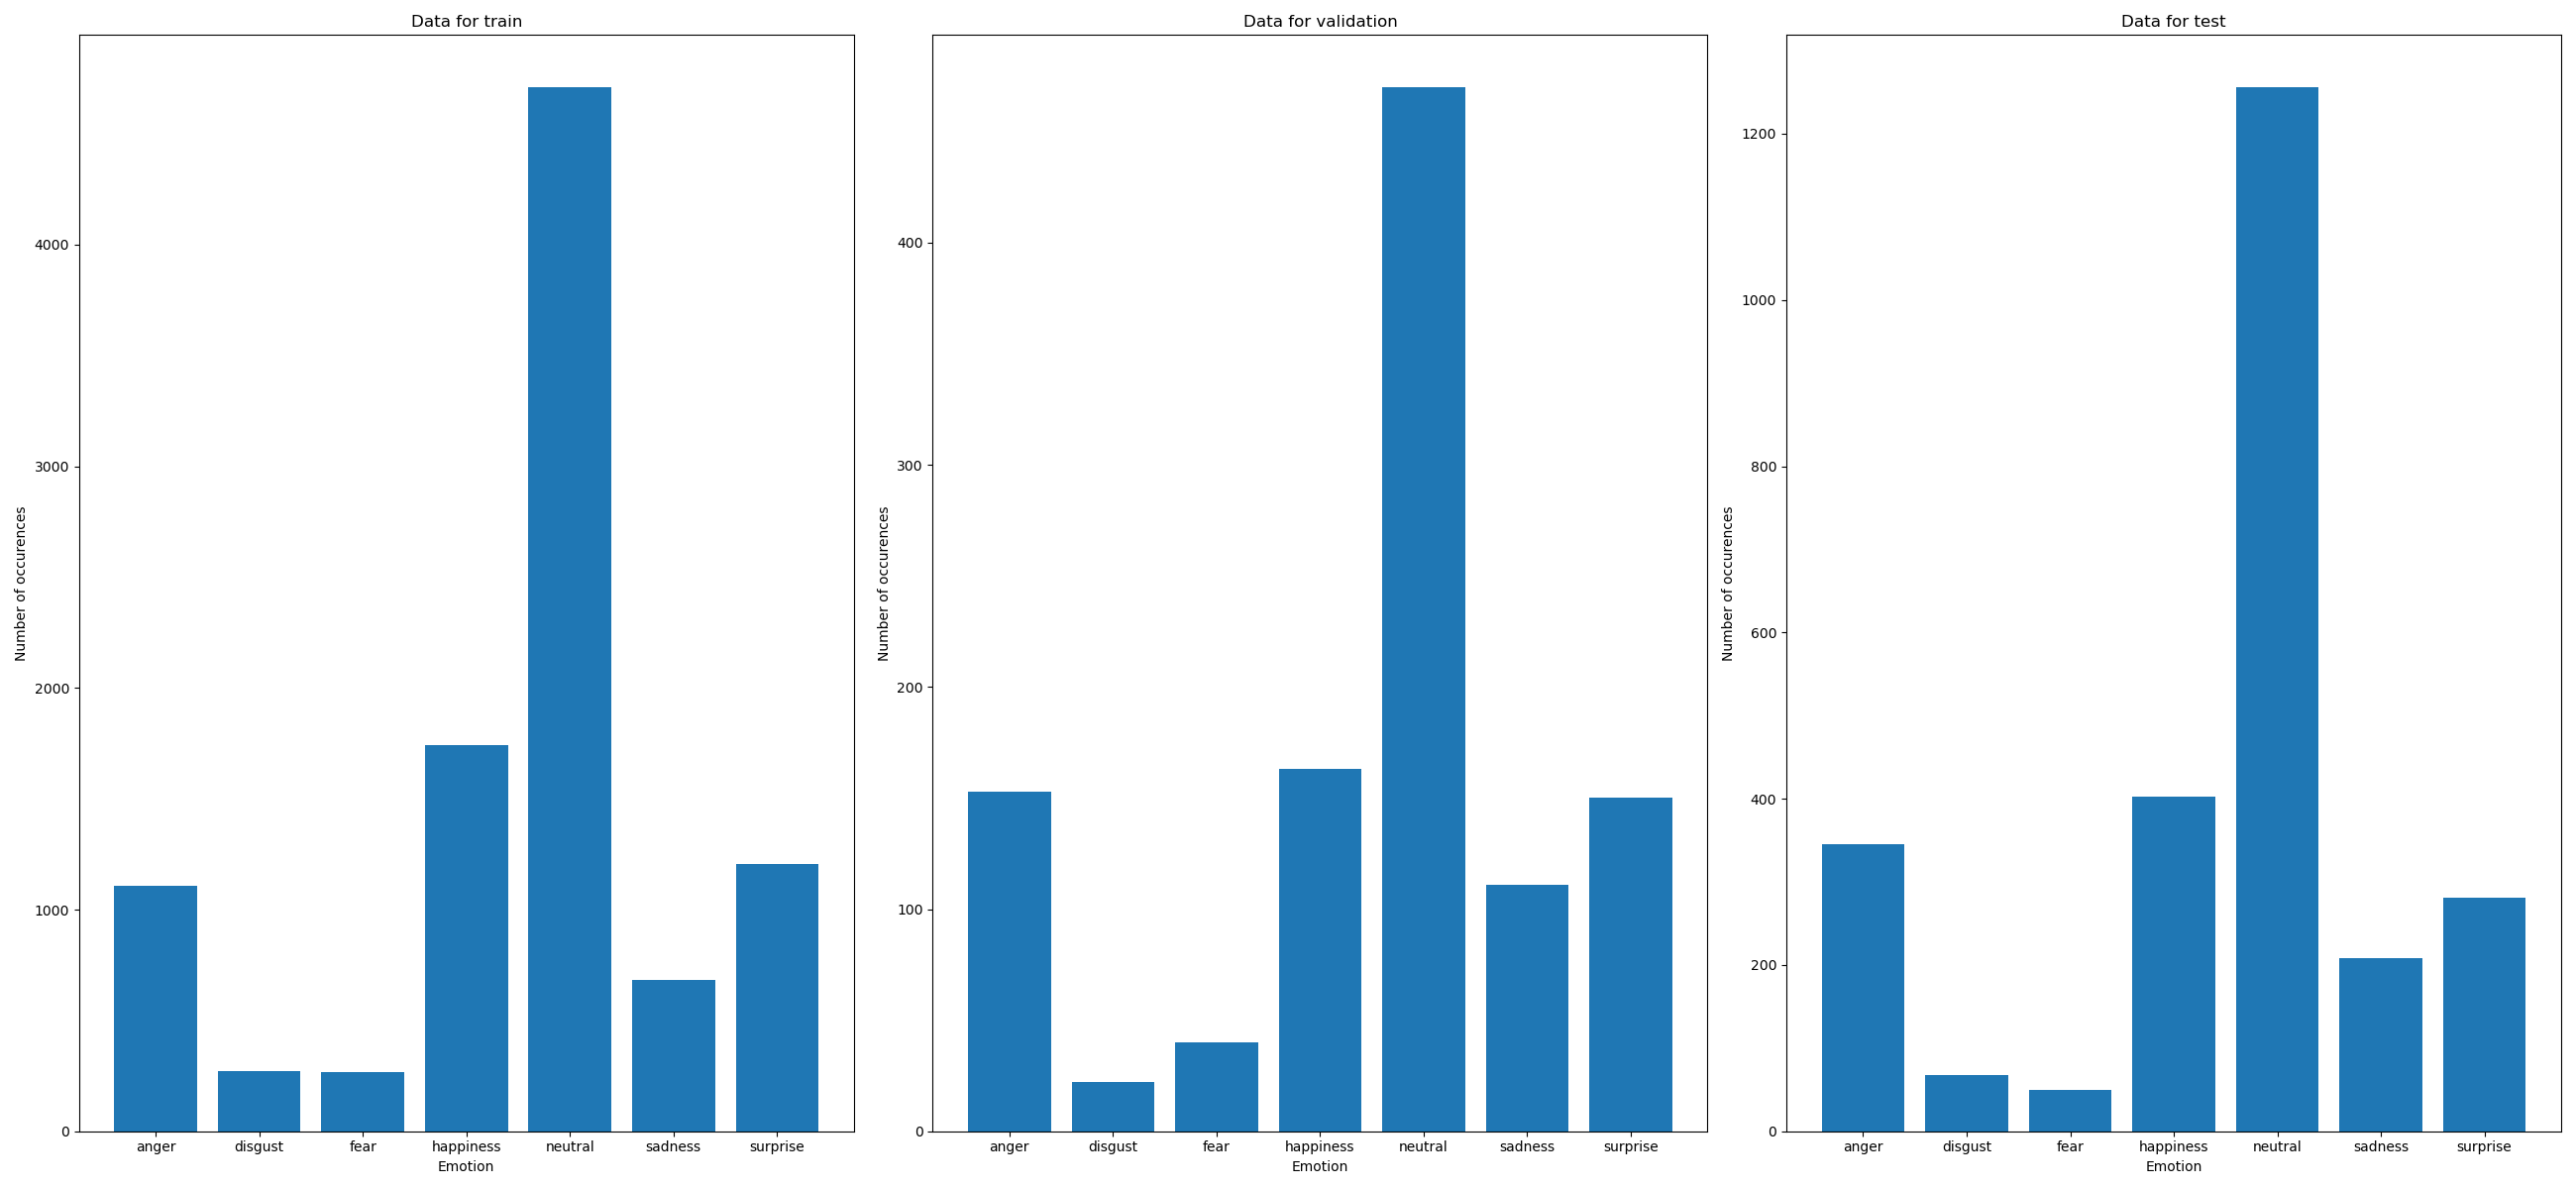 Data for train
4000
3000
2000
1000
0
Number of occurences
anger disgust fear happiness neutral sadness surprise
Emotion
Data for validation
400
300
200
100
0
Number of occurences
anger disgust fear happiness neutral sadness surprise
Emotion
Data for test
1200
1000
800
600
400
200
0
Number of occurences
anger disgust fear happiness neutral sadness surprise
Emotion